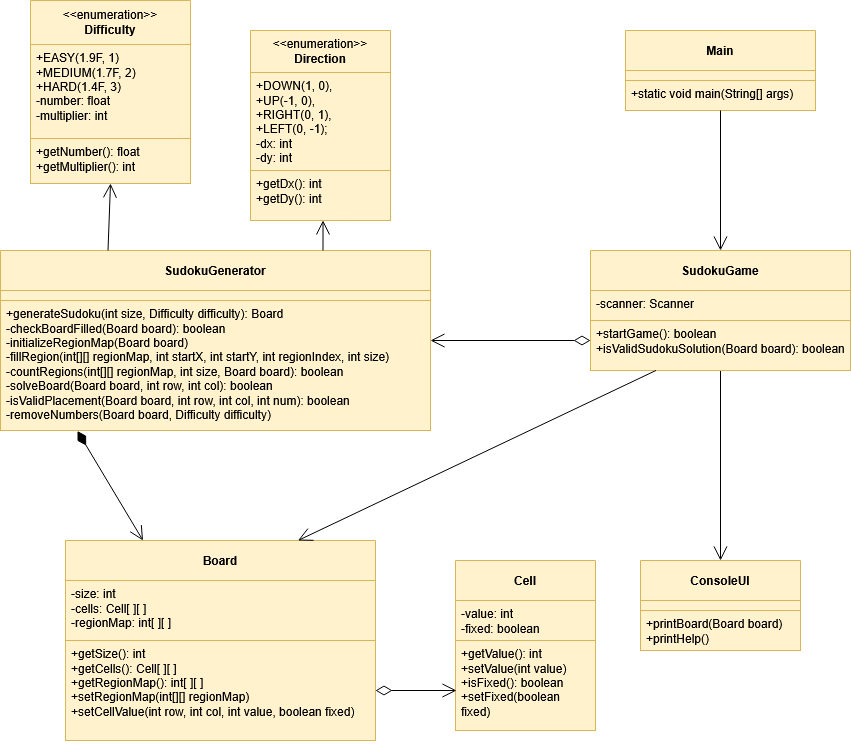 <<enumeration>>
Difficulty
+EASY(1.9F, 1)
+MEDIUM(1.7F, 2)
+HARD(1.4F, 3)
-number: float
-multiplier: int
+getNumber(): float
+getMultiplier(): int
<<enumeration>>
Direction
+DOWN(1, 0),
+UP(-1, 0),
+RIGHT(0, 1),
+LEFT(0, -1);
-dx: int
-dy: int
+getDx(): int
+getDy(): int
Main
+static void main(String[] args)
SudokuGenerator
+generateSudoku(int size, Difficulty difficulty): Board
-checkBoardFilled(Board board): boolean
-initializeRegionMap(Board board)
-fillRegion(int[][] regionMap, int startX, int startY, int regionIndex, int size)
-countRegions(int[][] regionMap, int size, Board board): boolean
-solveBoard(Board board, int row, int col): boolean
-isValidPlacement(Board board, int row, int col, int num): boolean
-removeNumbers(Board board, Difficulty difficulty)
SudokuGame
-scanner: Scanner
+startGame(): boolean
+isValidSudokuSolution(Board board): boolean
Board
-size: int
-cells: Cell[ ][ ]
-regionMap: int[ ][ ]
+getSize(): int
+getCells(): Cell[ ][ ]
+getRegionMap(): int[ ][ ]
+setRegionMap(int[][] regionMap)
+setCellValue(int row, int col, int value, boolean fixed)
Cell
-value: int
-fixed: boolean
+getValue(): int
+setValue(int value)
+isFixed(): boolean
+setFixed(boolean
fixed)
ConsoleUI
+printBoard(Board board)
+printHelp()